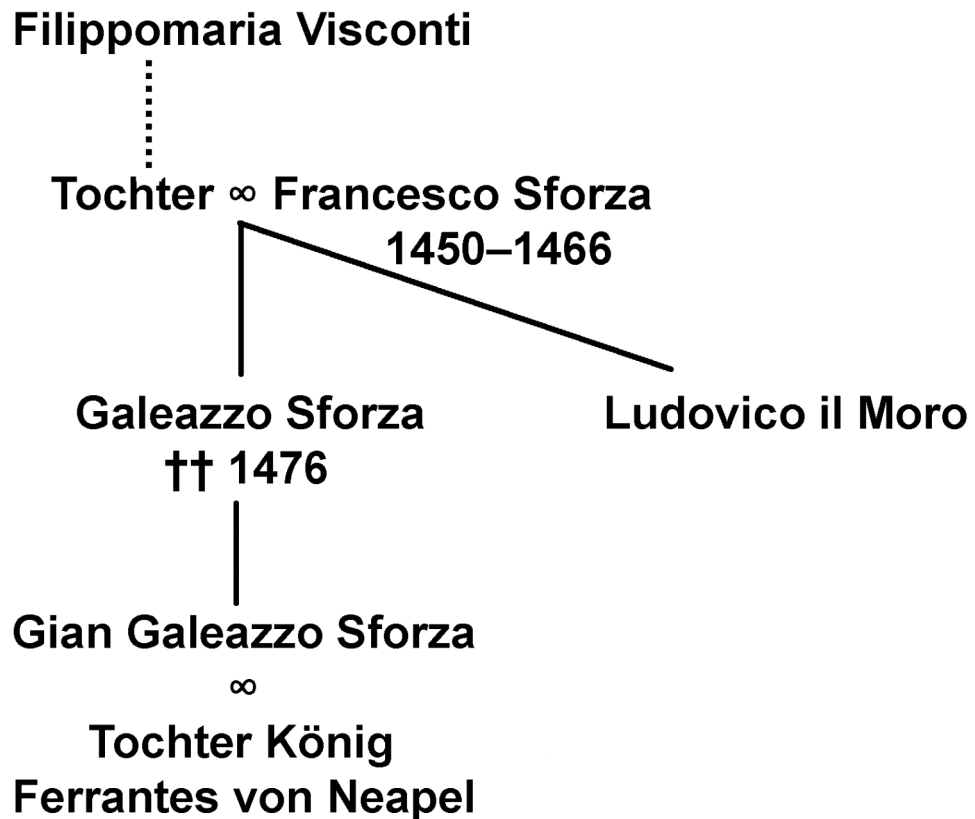 Filippomaria Visconti
Tochter ∞ Francesco Sforza
1450–1466
Galeazzo Sforza
†† 1476
Ludovico il Moro
Gian Galeazzo Sforza
∞
Tochter König
Ferrantes von Neapel